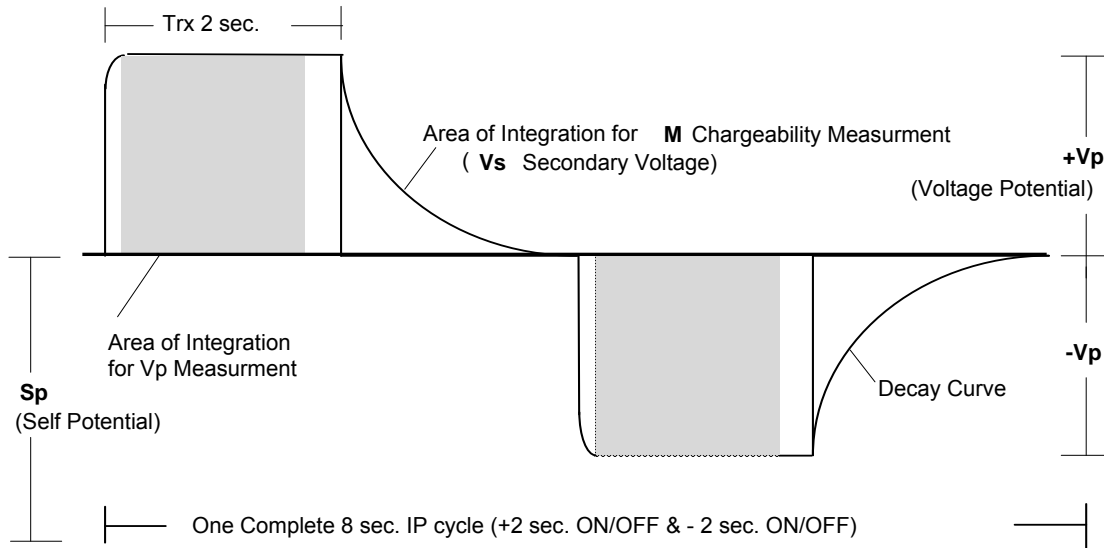 Trx 2 sec.
Area of Integration for M Chargeability Measurment
( Vs Secondary Voltage)
+Vp
(Voltage Potential)
Area of Integration
for Vp Measurment
-Vp
Decay Curve
Sp
(Self Potential)
One Complete 8 sec. IP cycle (+2 sec. ON/OFF & - 2 sec. ON/OFF)